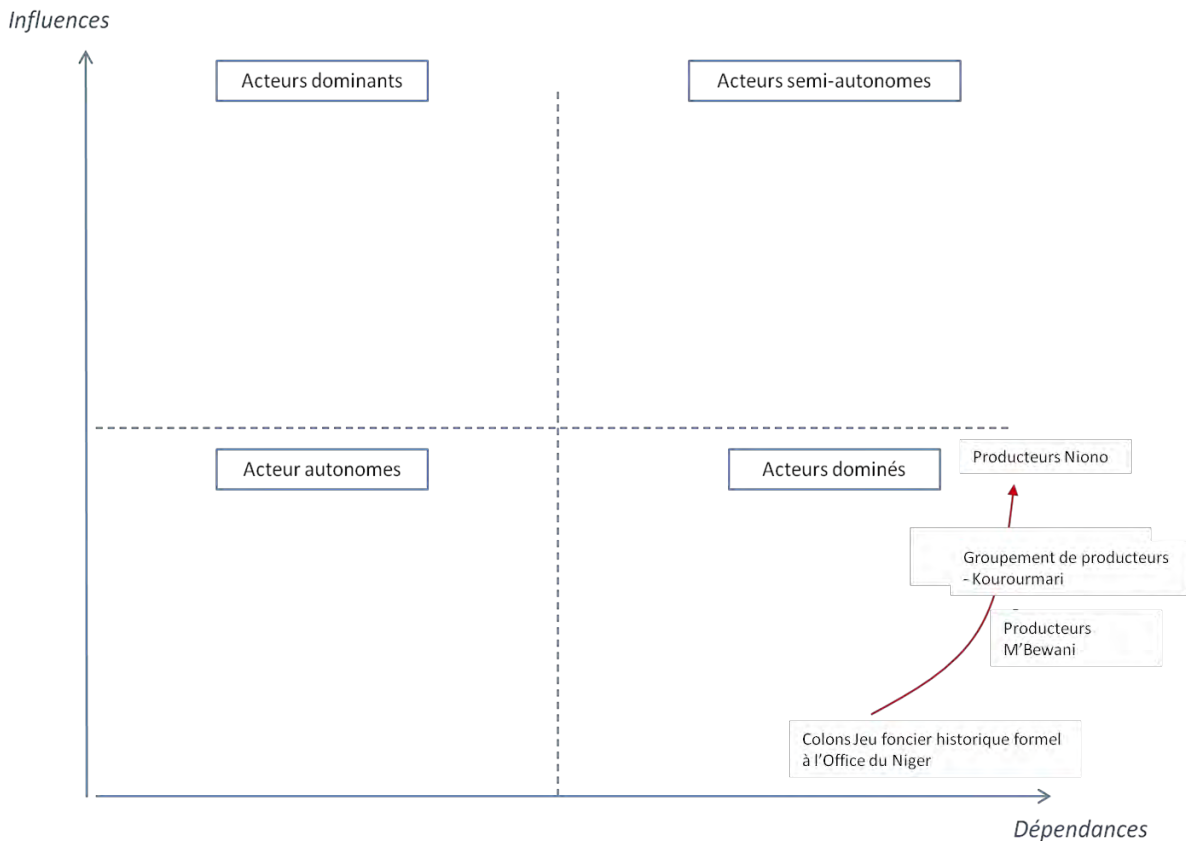 Influences
Acteurs dominants
Acteurs semi-autonomes
Acteur autonomes
Acteurs dominés
Producteurs Niono
Groupement de producteurs
- Kourourmari
Producteurs
M'Bewani
Colons Jeu foncier historique formel
à l'Office du Niger
Dépendances